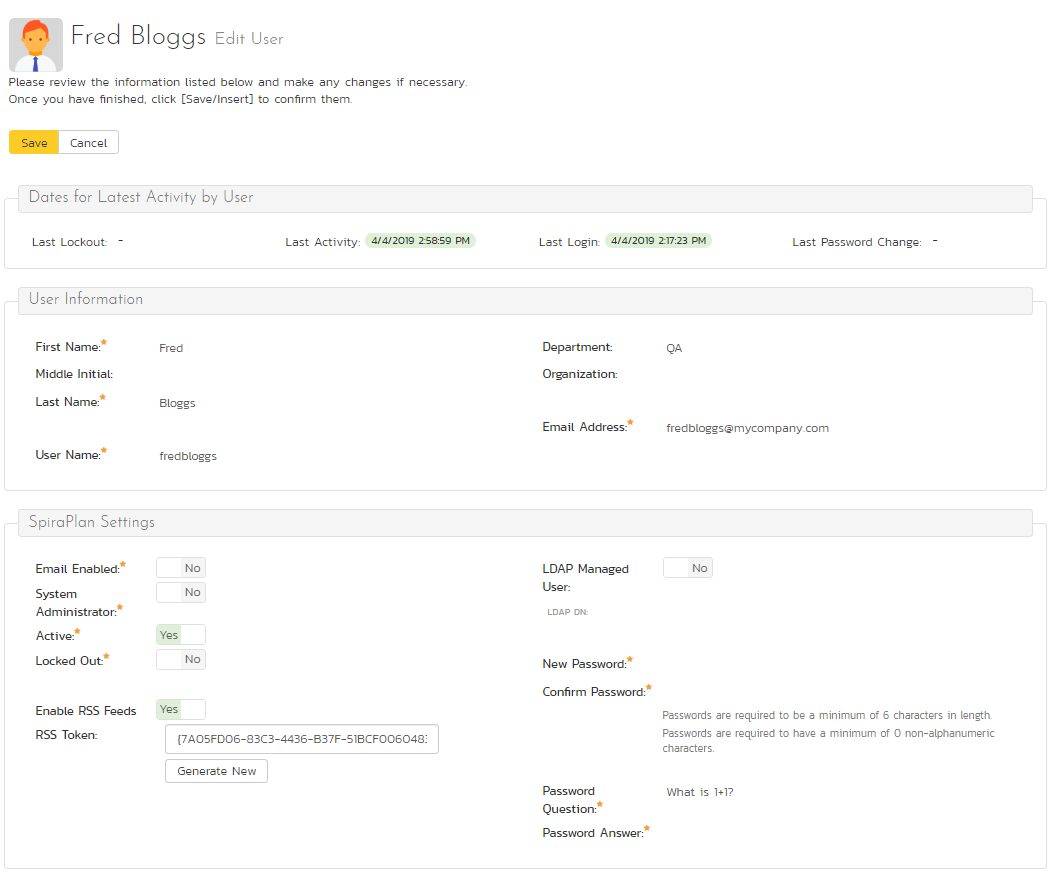 Fred Bloggs Edit User
Please review the information listed below and make any changes if necessary.
Once you have finished, click [Save/Insert] to confirm them.
Save Cancel
Dates for Latest Activity by User
Last Lockout: - Last Activity: 4/4/2019 2:58:59 PM Last Login: 4/4/2019 2:17:23 PM Last Password Change: -
User Information
First Name:* Fred
Middle Initial:
Last Name:* Bloggs
User Name:* fredbloggs
Department: QA
Organization:
Email Address:* fredbloggs@mycompany.com
SpiraPlan Settings
Email Enabled:* No
System
Administrator:* No
Active:* Yes
Locked Out:* No
Enable RSS Feeds Yes
RSS Token: {7A05FD06-83C3-4436-B37F-51BCF0060483
Generate New
LDAP Managed
User: No
LDAP DN:
New Password:*
Confirm Password:*
Passwords are required to be a minimum of 6 characters in length.
Passwords are required to have a minimum of 0 non-alphanumeric
characters.
Password
Question:* What is 1+1?
Password Answer:*